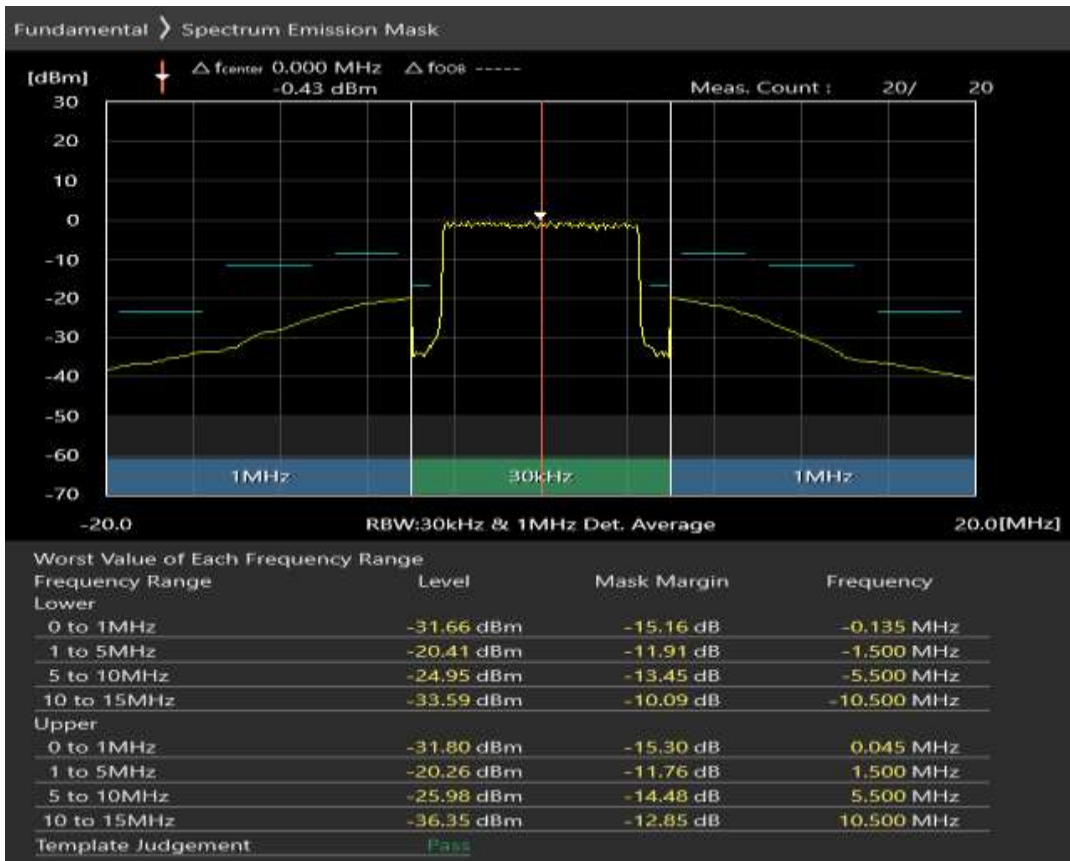 Fundamental 〉 Spectrum Emission Mask
△ fcenter 0.000 MHz △ fOOB -----
[dBm]
-0.43 dBm
Meas. Count : 20/ 20
30
20
10
0
-10
-20
-30
-40
-50
-60
-70
1MHz 30kHz 1MHz
-20.0 RBW:30kHz & 1MHz Det. Average 20.0[MHz]
Worst Value of Each Frequency Range
Frequency Range Level Mask Margin Frequency
Lower
0 to 1MHz -31.66 dBm -15.16 dB -0.135 MHz
1 to 5MHz -20.41 dBm -11.91 dB -1.500 MHz
5 to 10MHz -24.95 dBm -13.45 dB -5.500 MHz
10 to 15MHz -33.59 dBm -10.09 dB -10.500 MHz
Upper
0 to 1MHz -31.80 dBm -15.30 dB 0.045 MHz
1 to 5MHz -20.26 dBm -11.76 dB 1.500 MHz
5 to 10MHz -25.98 dBm -14.48 dB 5.500 MHz
10 to 15MHz -36.35 dBm -12.85 dB 10.500 MHz
Template Judgement Pass